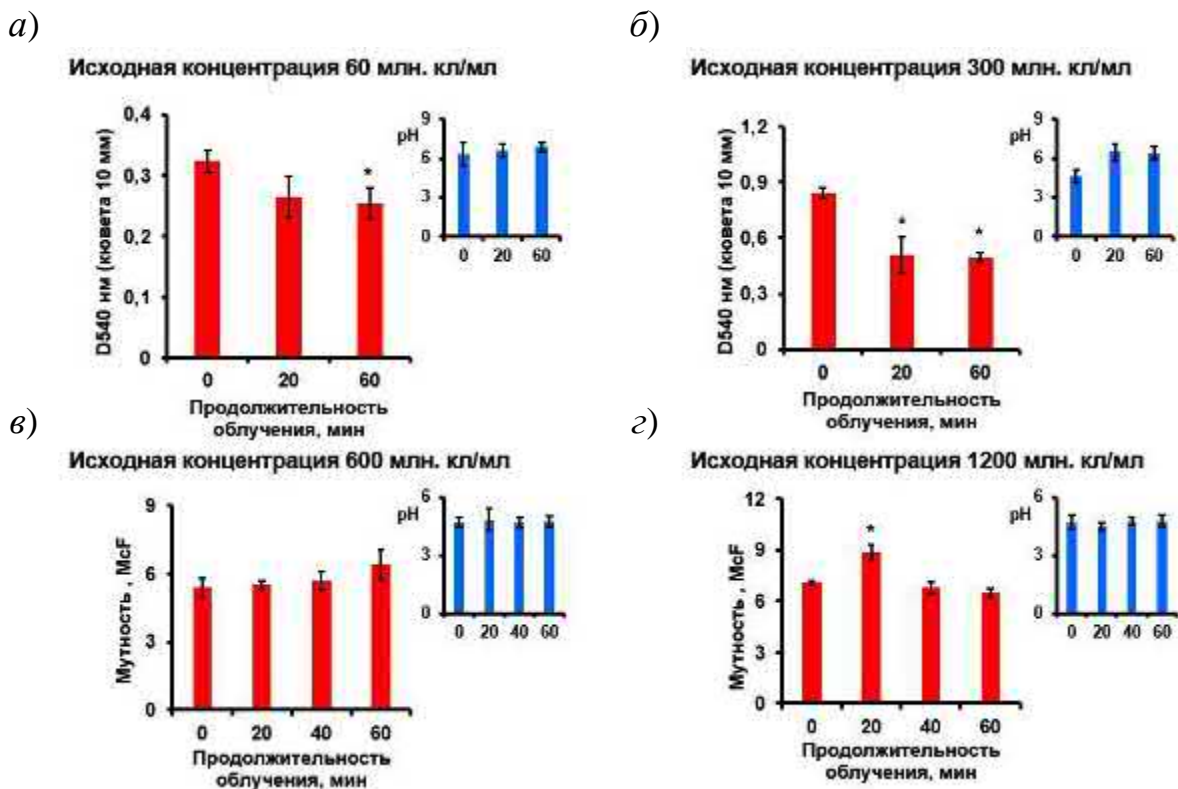 а)
Исходная концентрация 60 млн. кл/мл
D540 нм (кювета 10 мм)
0,4
0,3
0,2
0,1
0
0 20 60
Продолжительность
облучения, мин
pH
9
6
3
0
0 20 60
б)
Исходная концентрация 300 млн. кл/мл
D540 нм (кювета 10 мм)
1,2
0,9
0,6
0,3
0
* *
0 20 60
Продолжительность
облучения, мин
pH
9
6
3
0
0 20 60
в)
Исходная концентрация 600 млн. кл/мл
Мутность , McF
9
6
3
0
0 20 40 60
Продолжительность
облучения, мин
pH
6
3
0
0 20 40 60
г)
Исходная концентрация 1200 млн. кл/мл
Мутность , McF
12
9
6
3
0
*
0 20 40 60
Продолжительность
облучения, мин
pH
6
3
0
0 20 40 60